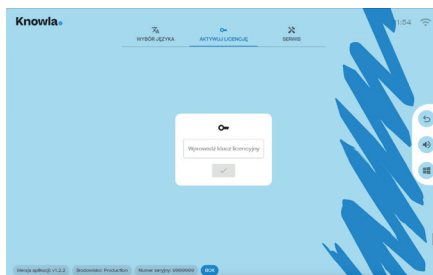 Knowla.
11:54
WYBÓR JĘZYKA
AKTYWUJ LICENCJĘ
SERWIS
Wprowadź klucz licencyjny
Wersja aplikacji: v1.2.2
Środowisko: Production
Numer seryjny: 9999999